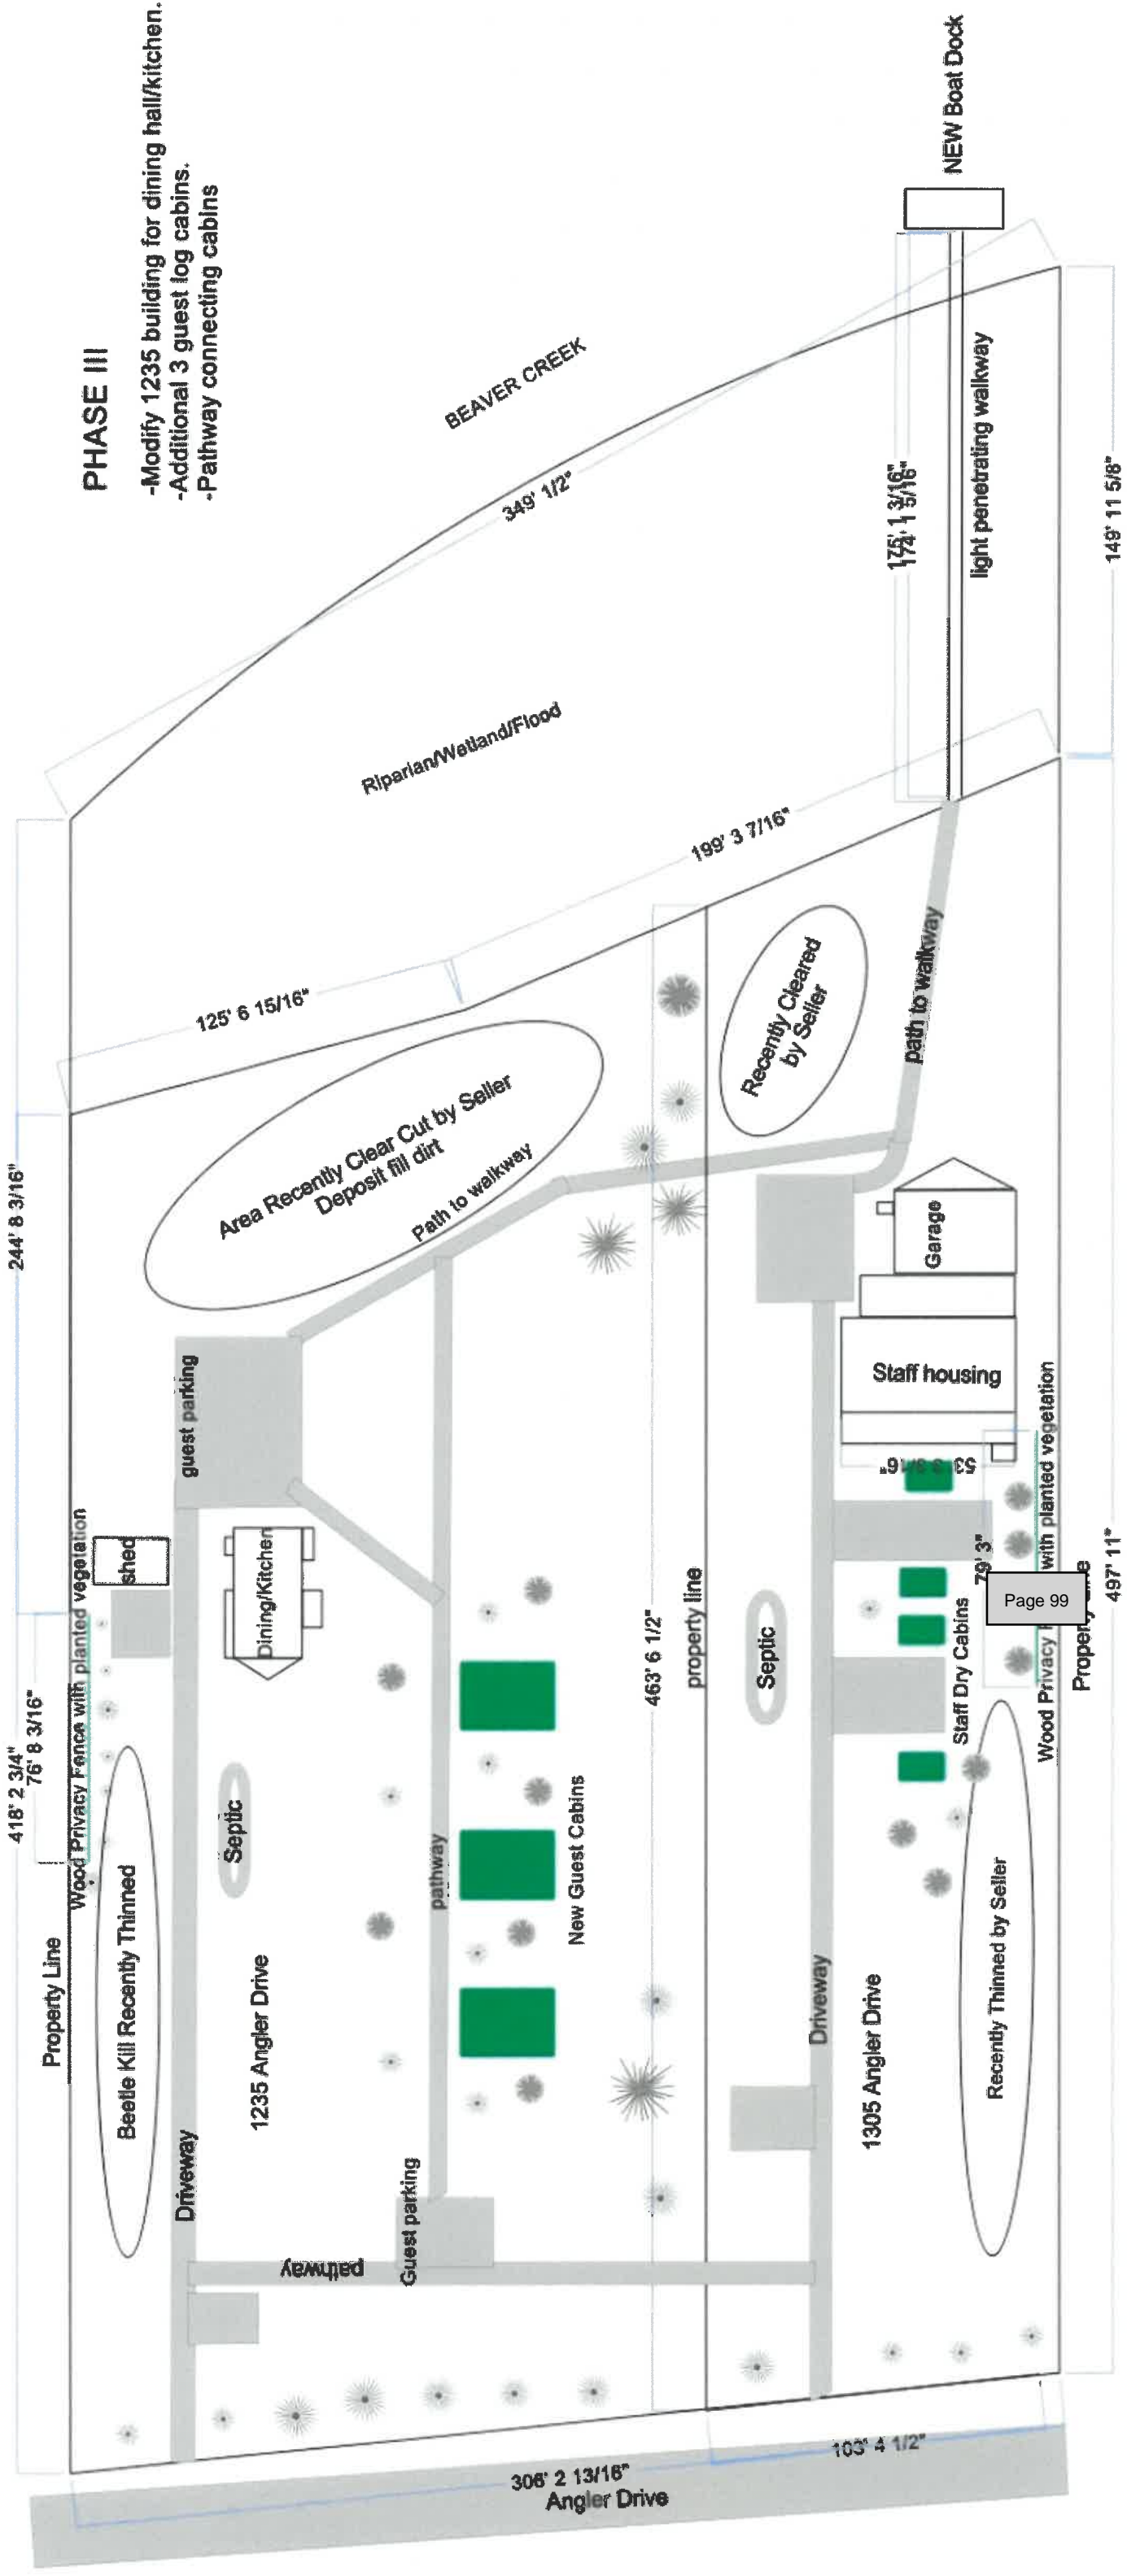 PHASE III
-Modify 1235 building for dining hall/kitchen.
-Additional 3 guest log cabins.
-Pathway connecting cabins
NEW Boat Dock
BEAVER CREEK
349' 1/2"
Riparian/Wetland/Flood
175' 1 3/16"
174' 1 5/16"
light penetrating walkway
149' 11 5/8"
199' 3 7/16"
125' 6 15/16"
244' 8 3/16"
Area Recently Clear Cut by Seller
Deposit fill dirt
Path to walkway
Recently Cleared
by Seller
path to walkway
guest parking
Garage
Staff housing
shed
Dining/Kitchen
Wood Privacy Fence with planted vegetation
418' 2 3/4"
76' 8 3/16"
Septic
463' 6 1/2"
property line
Septic
79' 3"
Staff Dry Cabins
Page 99
Wood Privacy
with planted vegetation
497' 11"
Property Line
Beetle Kill Recently Thinned
1235 Angler Drive
pathway
New Guest Cabins
Driveway
1305 Angler Drive
Recently Thinned by Seller
Driveway
pathway
Guest parking
306' 2 13/16"
103' 4 1/2"
Angler Drive